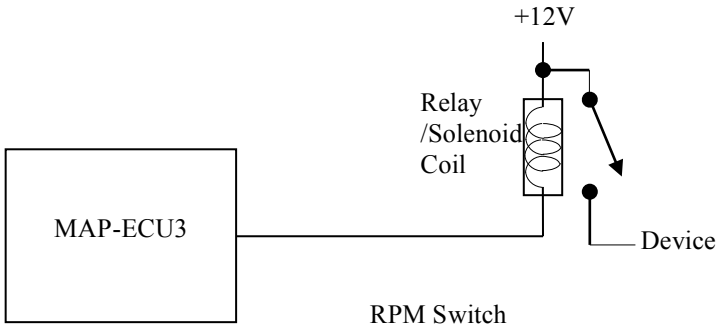 +12V
Relay
/Solenoid
Coil
MAP-ECU3
Device
RPM Switch